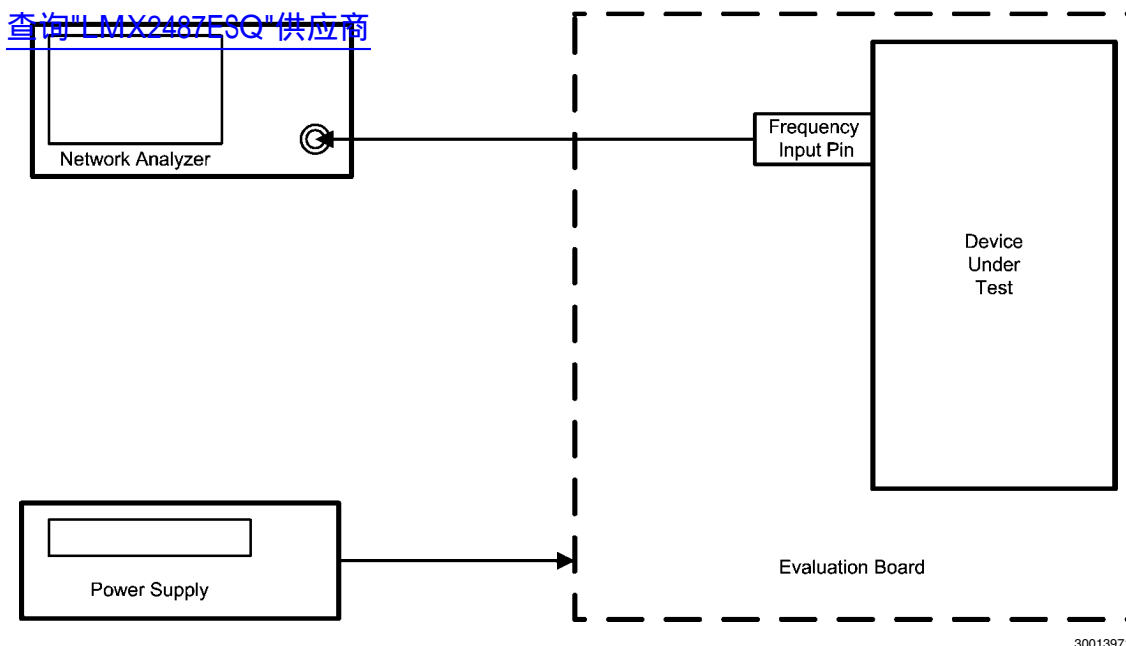 查询"LMX2487ESQ"供应商
Network Analyzer
Frequency
Input Pin
Device
Under
Test
Power Supply
Evaluation Board
3001397